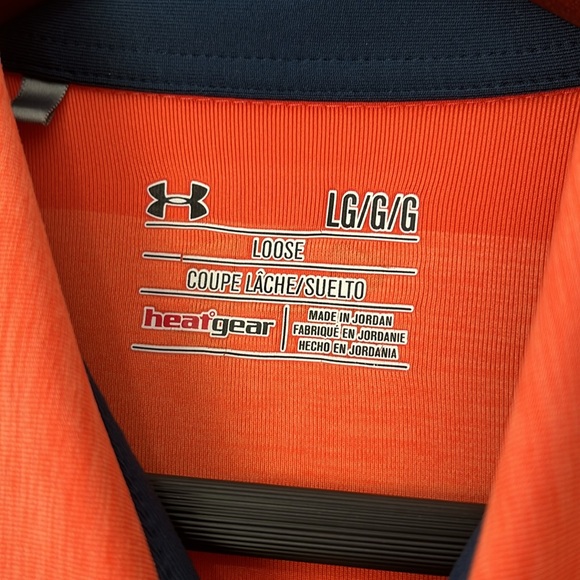 LG/G/G
LOOSE
COUPE LÂCHE/SUELTO
heatgear
MADE IN JORDAN
FABRIQUÉ EN JORDANIE
HECHO EN JORDANIA